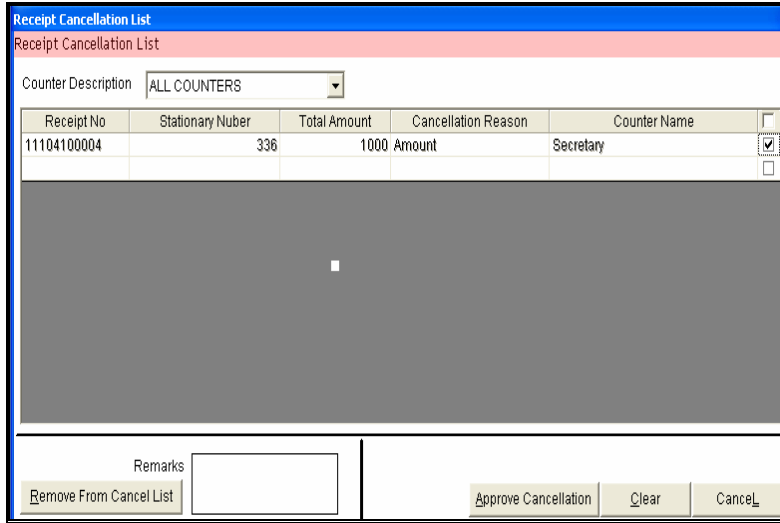 Receipt Cancellation List
Receipt Cancellation List
Counter Description ALL COUNTERS
Receipt No Stationary Nuber Total Amount Cancellation Reason Counter Name
11104100004 336 1000 Amount Secretary
Remarks
Remove From Cancel List Approve Cancellation Clear CanceL